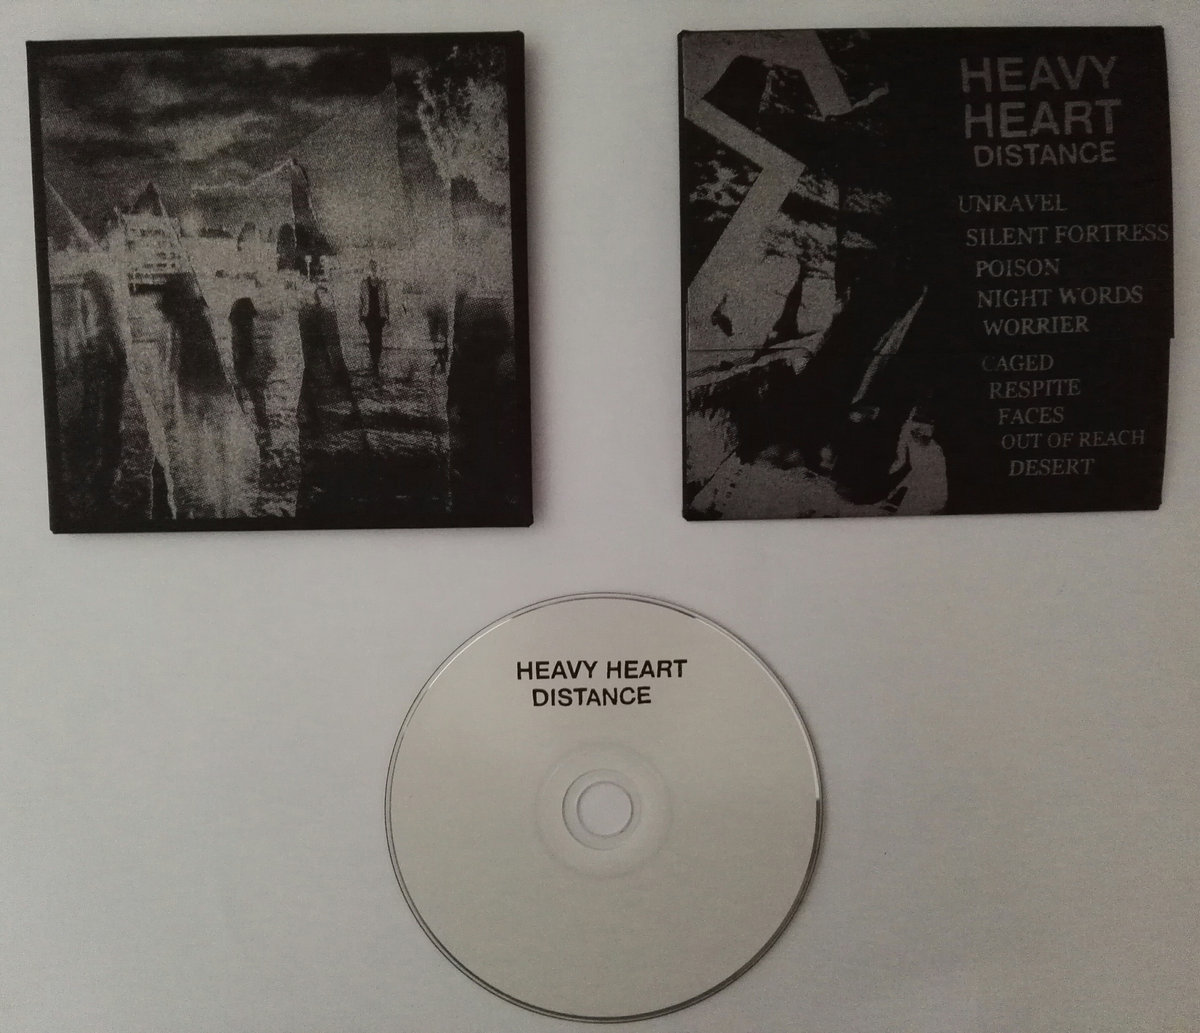 HEAVY
HEART
DISTANCE
UNRAVEL
SILENT FORTRESS
POISON
NIGHT WORDS
WORRIER
CAGED
RESPITE
FACES
OUT OF REACH
DESERT
HEAVY HEART
DISTANCE